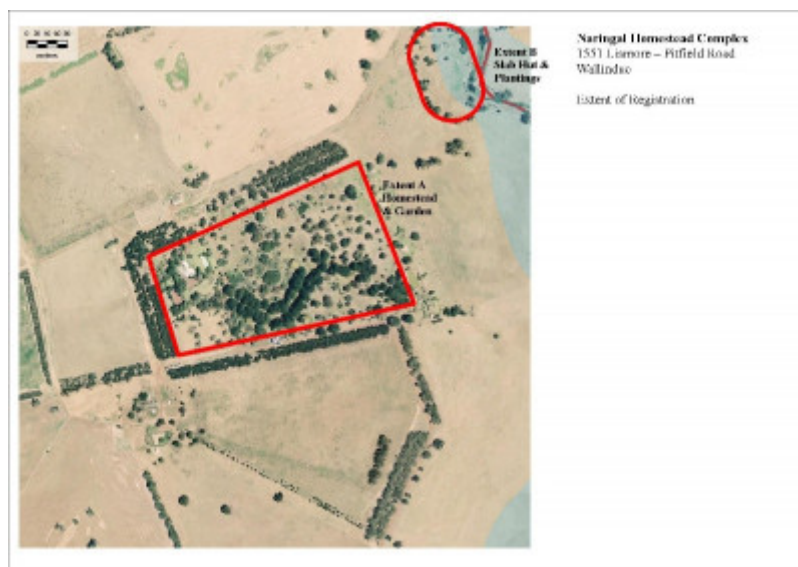 Naringal Homestead Complex
1551 Lismore – Pitfield Road
Wallinduc
Extent of Registration
Extent B
Slab Hut &
Plantings
Extent A
Homestead
& Garden